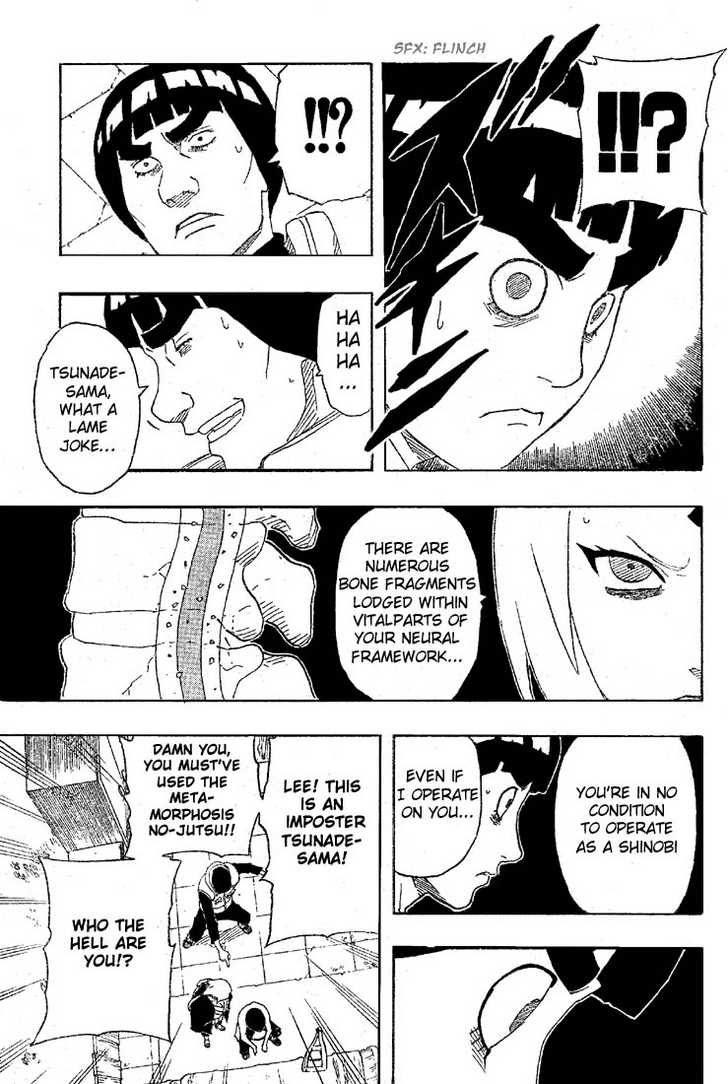 SFX: FLINCH
!!?
!!?
HA
HA
HA
...
TSUNADE-
SAMA,
WHAT A
LAME
JOKE...
THERE ARE
NUMEROUS
BONE FRAGMENTS
LODGED WITHIN
VITALPARTS OF
YOUR NEURAL
FRAMEWORK...
YOU'RE IN NO
CONDITION
TO OPERATE
AS A SHINOBI
EVEN IF
I OPERATE
ON YOU...
LEE! THIS
IS AN
IMPOSTER
TSUNADE-
SAMA!
DAMN YOU,
YOU MUST'VE
USED THE
META-
MORPHOSIS
NO-JUTSU!!
WHO THE
HELL ARE
YOU!?